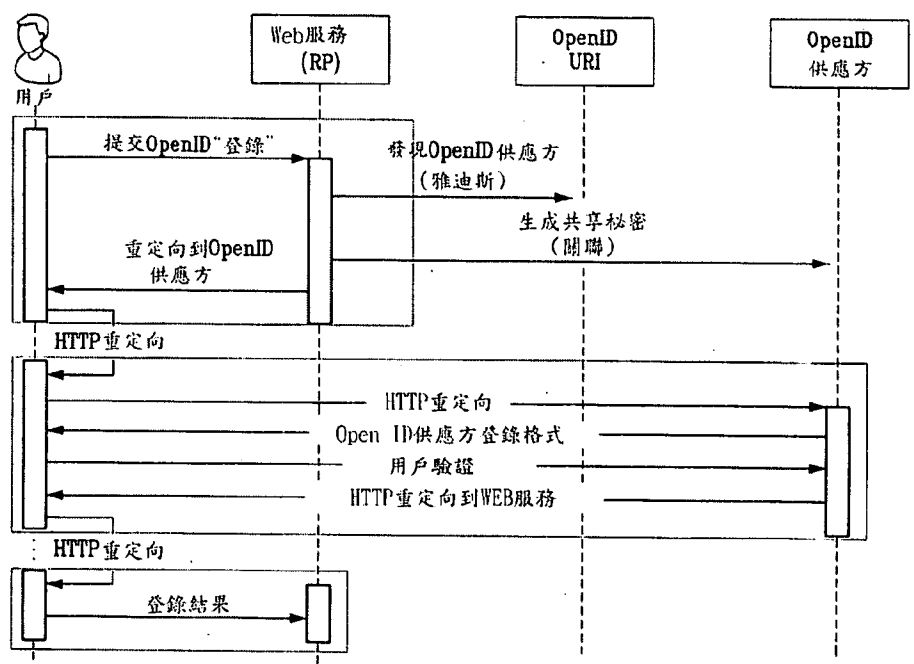 用戶
Web服務
(RP)
OpenID
URI
OpenID
供應方
提交OpenID“登錄”
發現OpenID供應方
(雅迪斯)
生成共享秘密
(關聯)
重定向到OpenID
供應方
HTTP重定向
HTTP重定向
Open ID供應方登錄格式
用戶驗證
HTTP重定向到WEB服務
HTTP重定向
登錄結果